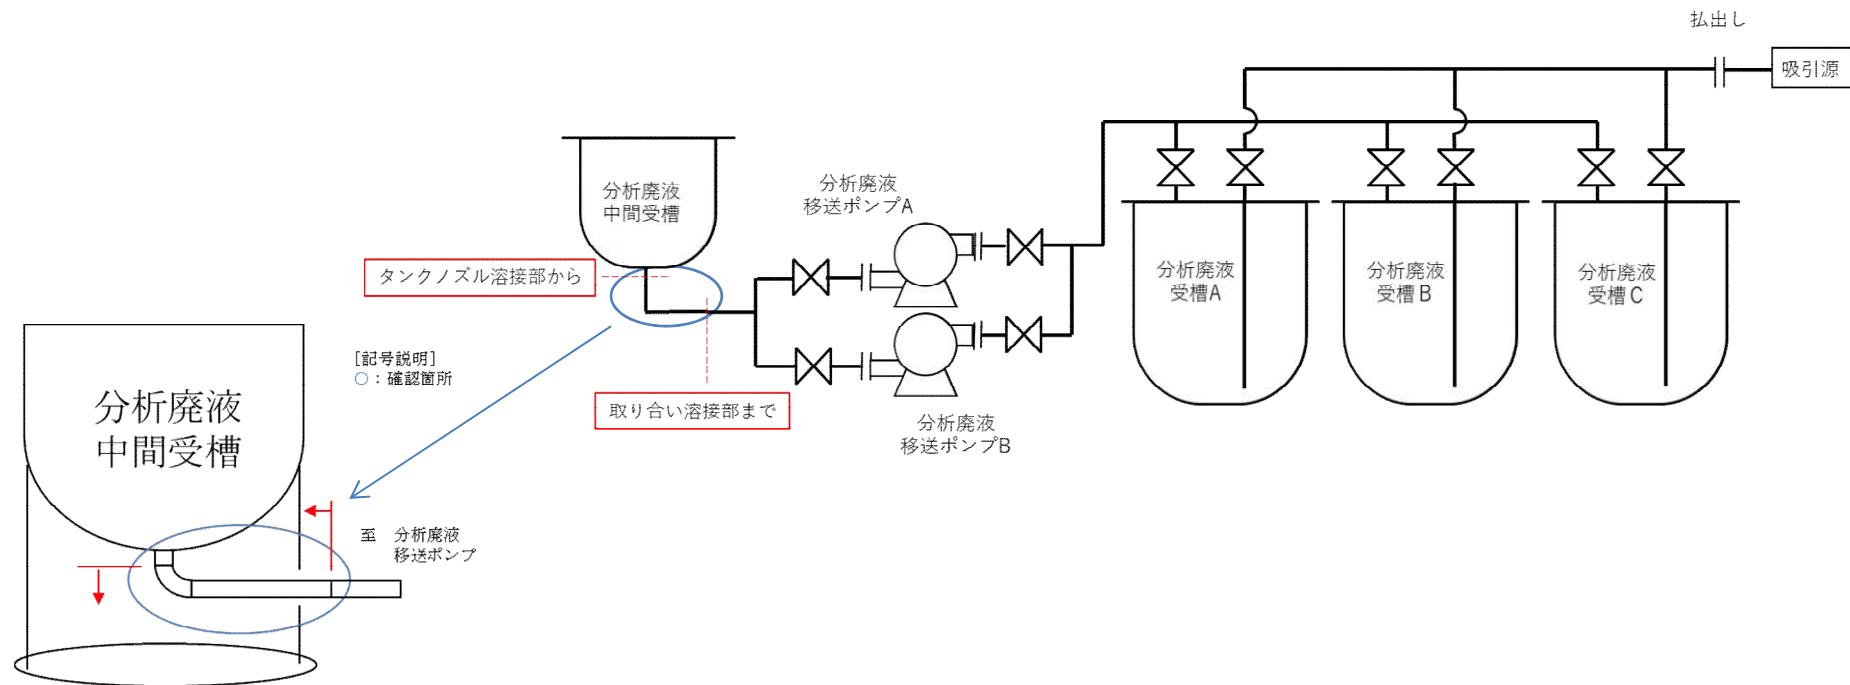 払出し
吸引源
分析廃液
中間受槽
分析廃液
移送ポンプA
タンクノズル溶接部から
分析廃液
受槽A
分析廃液
受槽B
分析廃液
受槽C
[記号説明]
○：確認箇所
取り合い溶接部まで
分析廃液
移送ポンプB
分析廃液
中間受槽
至　分析廃液
移送ポンプ